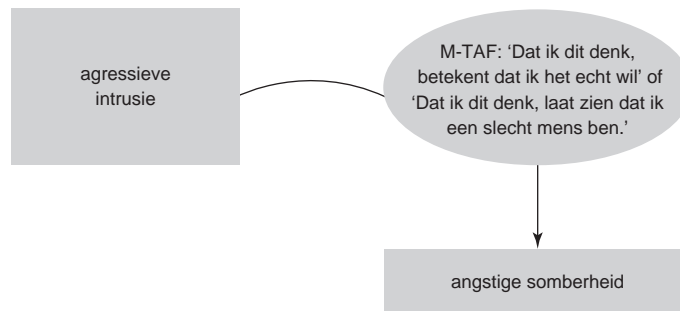 agressieve
intrusie
M-TAF: ‘Dat ik dit denk,
betekent dat ik het echt wil’ of
‘Dat ik dit denk, laat zien dat ik
een slecht mens ben.’
angstige somberheid